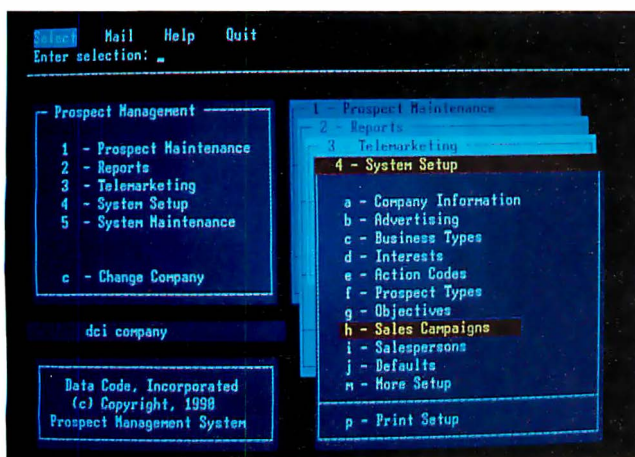 Select Mail Help Quit
Enter selection: _
Prospect Management
1 - Prospect Maintenance
2 - Reports
3 - Telemarketing
4 - System Setup
5 - System Maintenance
c - Change Company
dci company
Data Code, Incorporated
(c) Copyright, 1990
Prospect Management System
1 - Prospect Maintenance
2 - Reports
3 - Telemarketing
4 - System Setup
a - Company Information
b - Advertising
c - Business Types
d - Interests
e - Action Codes
f - Prospect Types
g - Objectives
h - Sales Campaigns
i - Salespersons
j - Defaults
m - More Setup
p - Print Setup